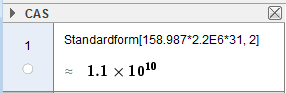 CAS
1
Standardform[158.987*2.2E6*31, 2]
≈ 1.1 × 10¹⁰